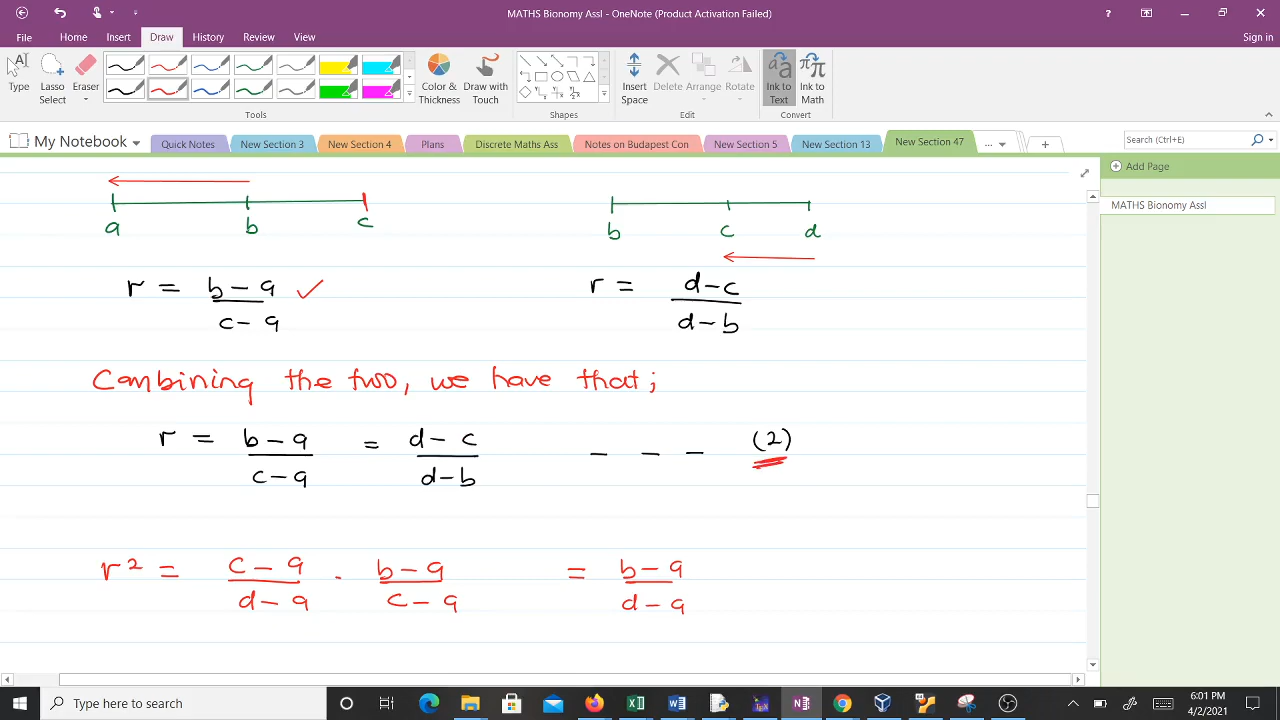 MATHS Bionomy Assl - OneNote (Product Activation Failed)
File Home Insert Draw History Review View Sign in
Type Lasso Select Eraser Color & Thickness Draw with Touch Insert Space Delete Arrange Rotate Ink to Text Ink to Math
Tools Shapes Edit Convert
My Notebook Quick Notes New Section 3 New Section 4 Plans Discrete Maths Ass Notes on Budapest Con New Section 5 New Section 13 New Section 47 ... Search (Ctrl+E)
Add Page
MATHS Bionomy Assl
a b c b c d
r = b-a / c-a ✓ r = d-c / d-b
Combining the two, we have that;
r = b-a / c-a = d-c / d-b - - - (2)
r² = c-a / d-a . b-a / c-a = b-a / d-a
Type here to search
6:01 PM
4/2/2021